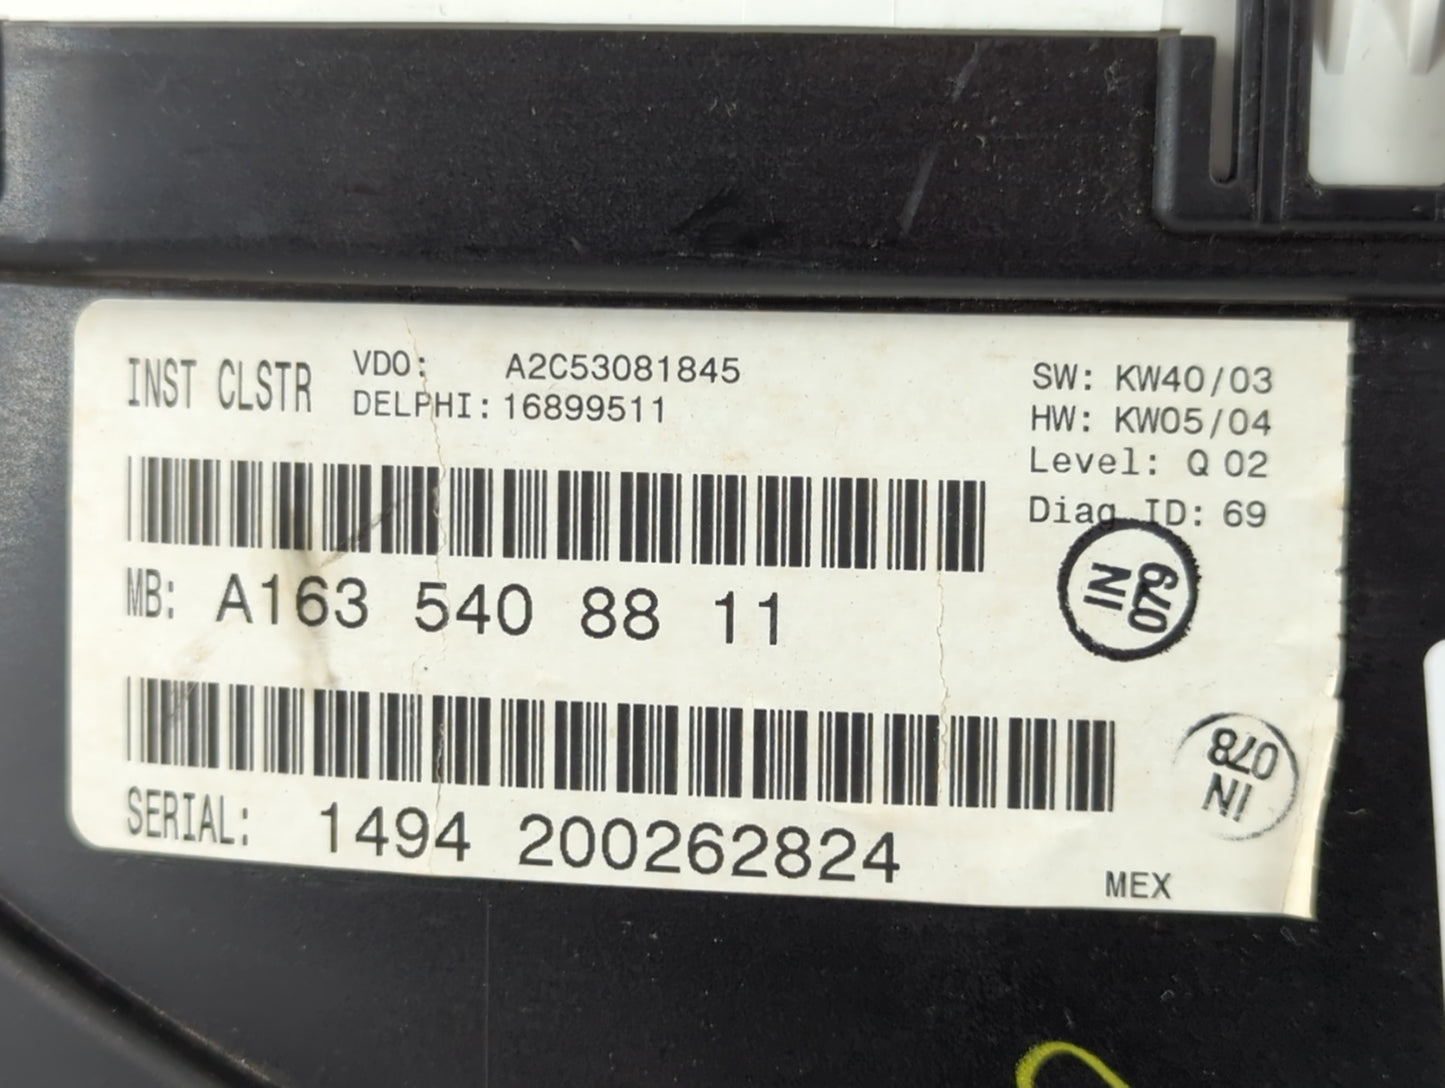 INST CLSTR
VDO: A2C53081845
DELPHI: 16899511
SW: KW40/03
HW: KW05/04
Level: Q 02
Diag ID: 69
MB: A163 540 88 11
IN
079
SERIAL: 1494 200262824
078
IN
MEX